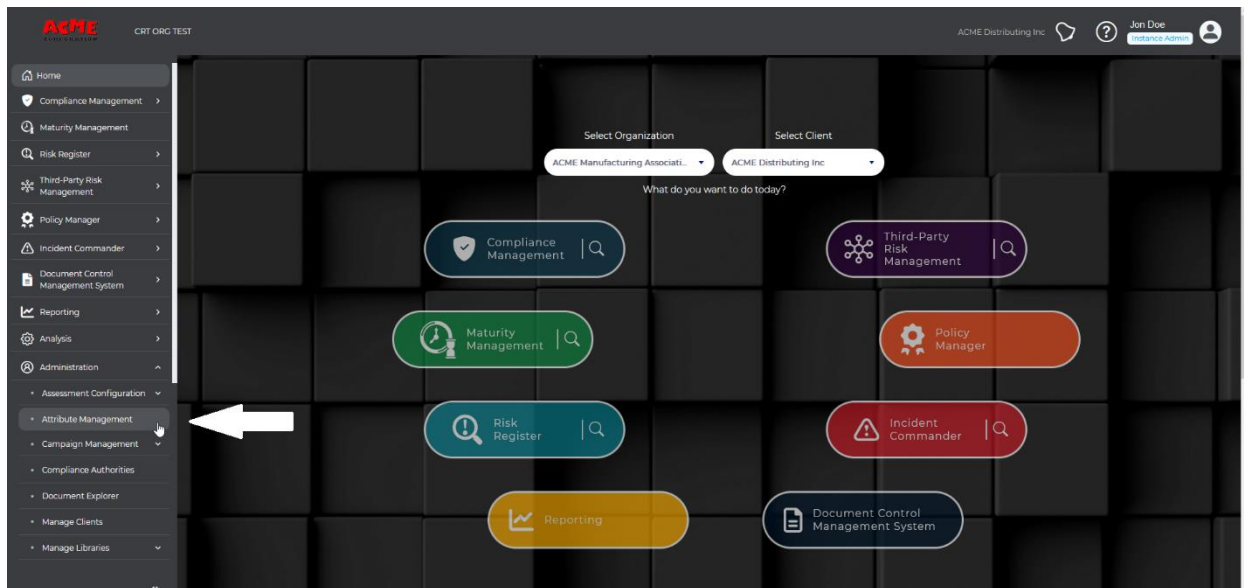 ACME
CRT ORG TEST
ACME Distributing Inc
?
Jon Doe
Instance Admin
Home
Compliance Management
Maturity Management
Risk Register
Third-Party Risk
Management
Policy Manager
Incident Commander
Document Control
Management System
Reporting
Analysis
Administration
Assessment Configuration
Attribute Management
Campaign Management
Compliance Authorities
Document Explorer
Manage Clients
Manage Libraries
Select Organization
Select Client
ACME Manufacturing Associati...
ACME Distributing Inc
What do you want to do today?
Compliance
Management
Third-Party
Risk
Management
Maturity
Management
Policy
Manager
Risk
Register
Incident
Commander
Reporting
Document Control
Management System